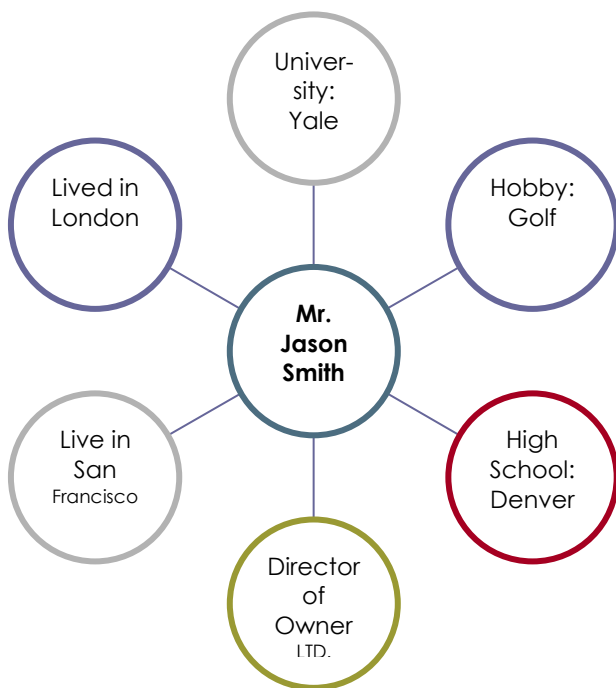 Univer-
sity:
Yale
Lived in
London
Hobby:
Golf
Mr.
Jason
Smith
Live in
San
Francisco
High
School:
Denver
Director
of
Owner
LTD.